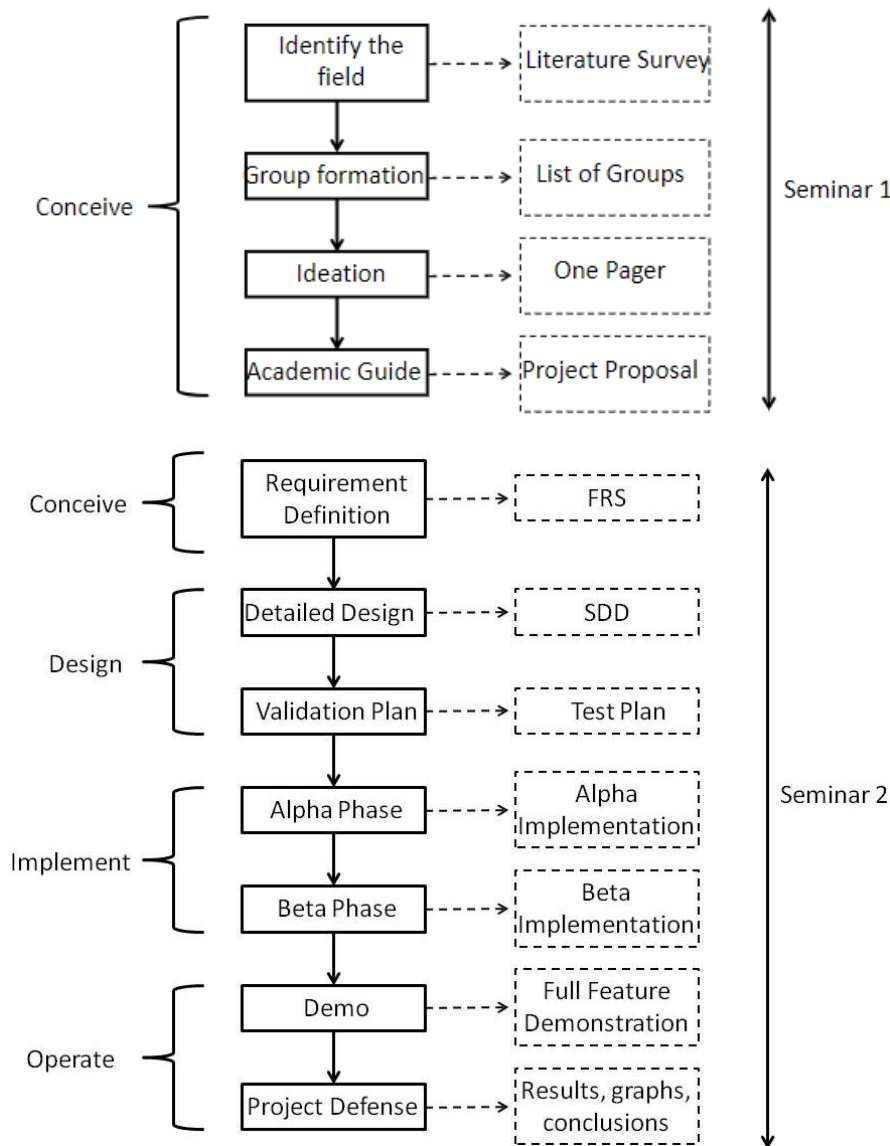 Identify the
field
Literature Survey
Group formation
List of Groups
Conceive
Seminar 1
Ideation
One Pager
Academic Guide
Project Proposal
Conceive
Requirement
Definition
FRS
Detailed Design
SDD
Design
Validation Plan
Test Plan
Alpha Phase
Alpha
Implementation
Seminar 2
Implement
Beta Phase
Beta
Implementation
Demo
Full Feature
Demonstration
Operate
Project Defense
Results, graphs,
conclusions